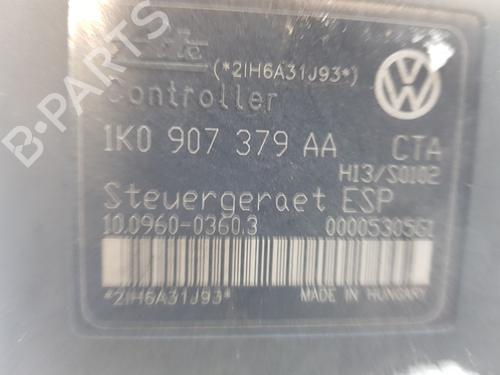 (*2IH6A31J93*)
Controller
1K0 907 379 AA CTA
H13/S0102
Steuergeraet ESP
10.0960-0360.3 0000530561
*2IH6A31J93* MADE IN HUNGARY